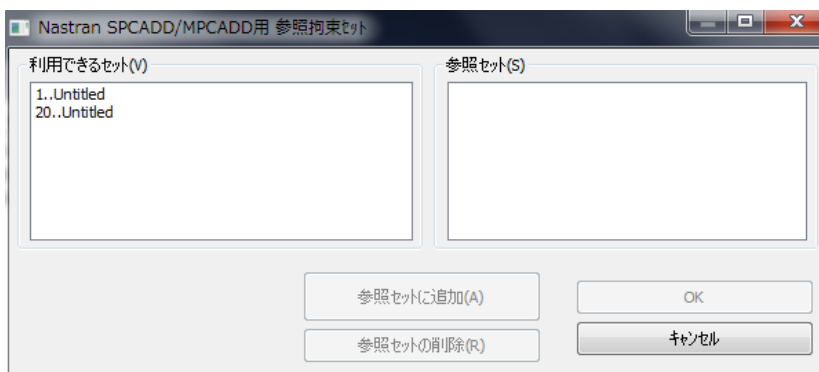 Nastran SPCADD/MPCADD用 参照拘束ｾｯﾄ
利用できるｾｯﾄ(V)
1..Untitled
20..Untitled
参照ｾｯﾄ(S)
参照ｾｯﾄに追加(A)
OK
参照ｾｯﾄの削除(R)
ｷｬﾝｾﾙ